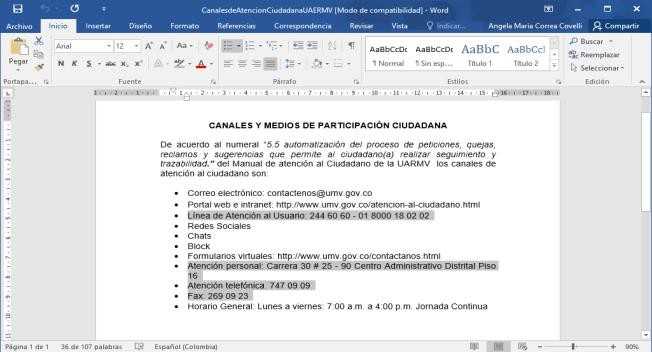 CanalesdeAtencionCiudadanaUAERMV [Modo de compatibilidad] - Word
Archivo Inicio Insertar Diseño Formato Referencias Correspondencia Revisar Vista Indicar... Angela Maria Correa Covelli Compartir
Pegar
Arial 12 A A Aa
N K S abc x₂ x² A aby A
AaBbCcDc AaBbCcDc AaBbC AaBbCcl
¶ Normal ¶ Sin esp... Título 1 Título 2
Buscar
Reemplazar
Seleccionar
Portapa... Fuente Párrafo Estilos Edición
CANALES Y MEDIOS DE PARTICIPACIÓN CIUDADANA
De acuerdo al numeral "5.5 automatización del proceso de peticiones, quejas,
reclamos y sugerencias que permite al ciudadano(a) realizar seguimiento y
trazabilidad." del Manual de atención al Ciudadano de la UARMV los canales de
atención al ciudadano son:
• Correo electrónico: contactenos@umv.gov.co
• Portal web e intranet: http://www.umv.gov.co/atencion-al-ciudadano.html
• Línea de Atención al Usuario: 244 60 60 - 01 8000 18 02 02
• Redes Sociales
• Chats
• Block
• Formularios virtuales: http://www.umv.gov.co/contactanos.html
• Atención personal: Carrera 30 # 25 - 90 Centro Administrativo Distrital Piso
16
• Atención telefónica. 747 09 09
• Fax: 269 09 23
• Horario General: Lunes a viernes: 7:00 a.m. a 4:00 p.m. Jornada Continua
Página 1 de 1 36 de 107 palabras Español (Colombia) 90%